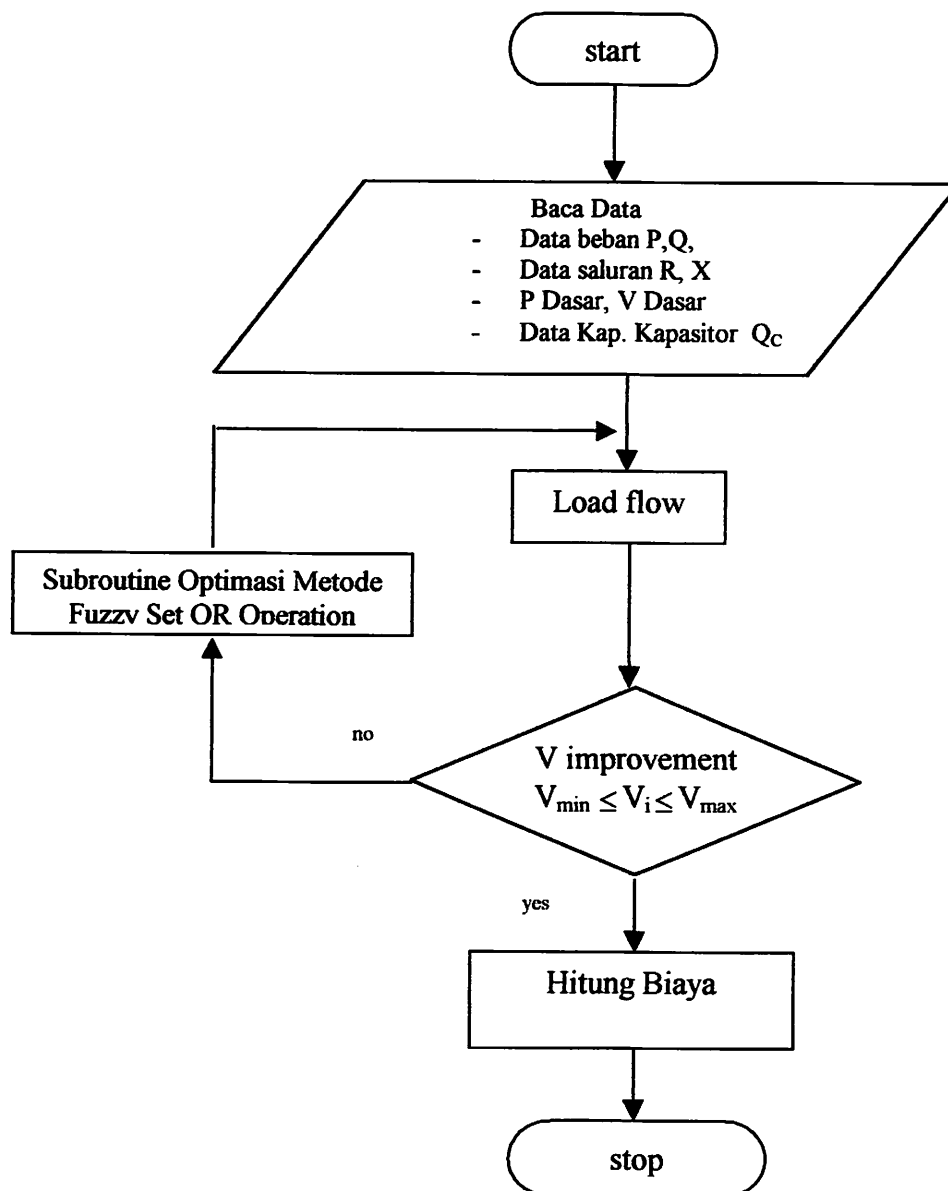 start
Baca Data
- Data beban P,Q,
- Data saluran R, X
- P Dasar, V Dasar
- Data Kap. Kapasitor Q_C
Load flow
Subroutine Optimasi Metode
Fuzzy Set OR Operation
no
V improvement
V_min ≤ V_i ≤ V_max
yes
Hitung Biaya
stop